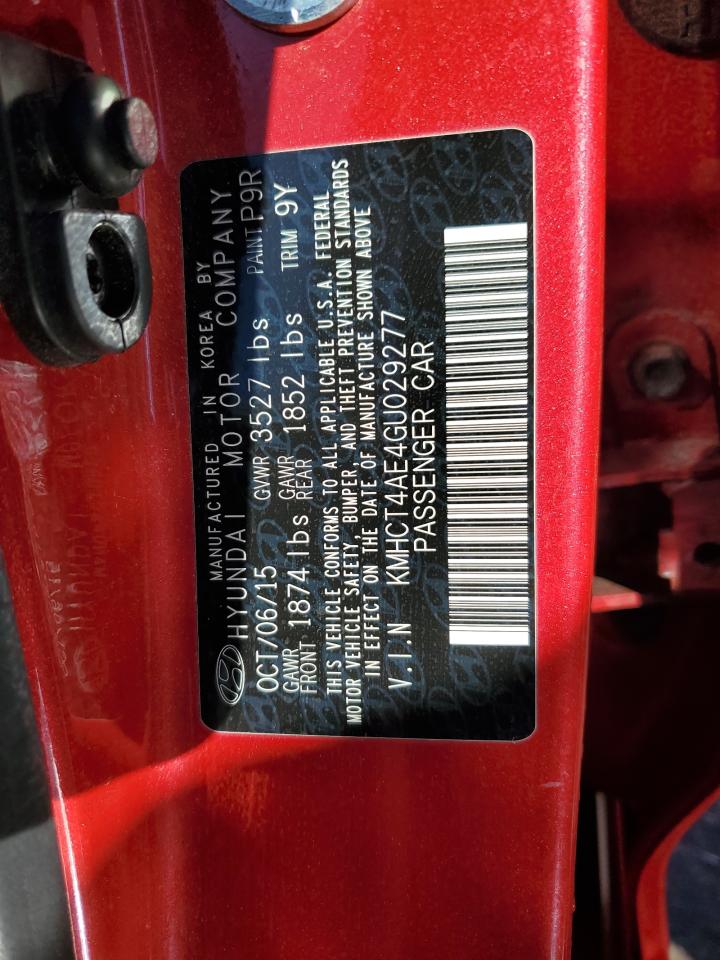 MANUFACTURED IN KOREA BY
HYUNDAI MOTOR COMPANY
OCT/06/15 GVWR 3527 lbs PAINT P9R
GAWR FRONT 1874 lbs GAWR REAR 1852 lbs TRIM 9Y
THIS VEHICLE CONFORMS TO ALL APPLICABLE U.S.A. FEDERAL
MOTOR VEHICLE SAFETY, BUMPER, AND THEFT PREVENTION STANDARDS
IN EFFECT ON THE DATE OF MANUFACTURE SHOWN ABOVE
V.I.N KMHCT4AE4GU029277
PASSENGER CAR